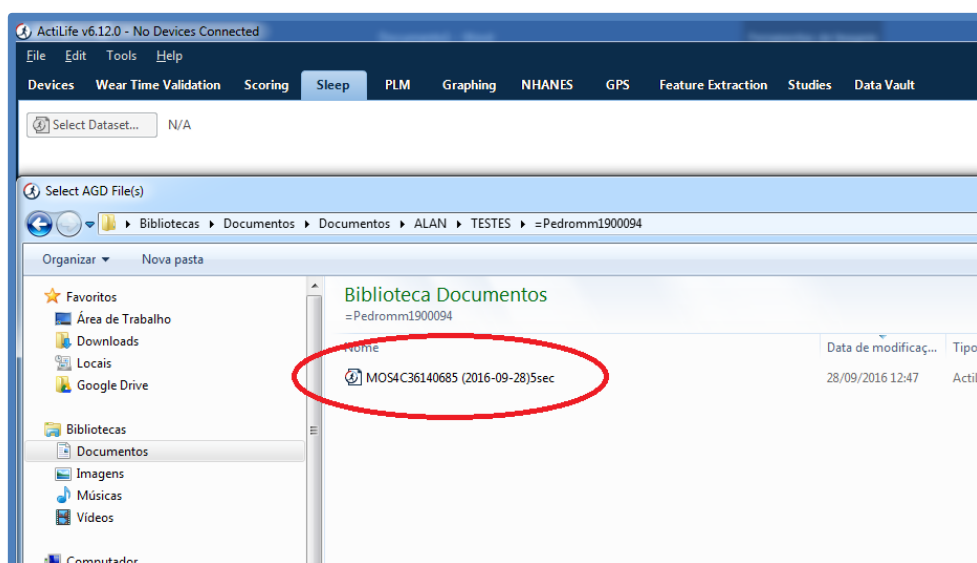 ActiLife v6.12.0 - No Devices Connected
File Edit Tools Help
Devices Wear Time Validation Scoring Sleep PLM Graphing NHANES GPS Feature Extraction Studies Data Vault
Select Dataset... N/A
Select AGD File(s)
Bibliotecas Documentos Documentos ALAN TESTES =Pedromm1900094
Organizar Nova pasta
Favoritos
Área de Trabalho
Downloads
Locais
Google Drive
Bibliotecas
Documentos
Imagens
Músicas
Vídeos
Computador
Biblioteca Documentos
=Pedromm1900094
Nome Data de modificaç... Tipo
MOS4C36140685 (2016-09-28)5sec 28/09/2016 12:47 Actil